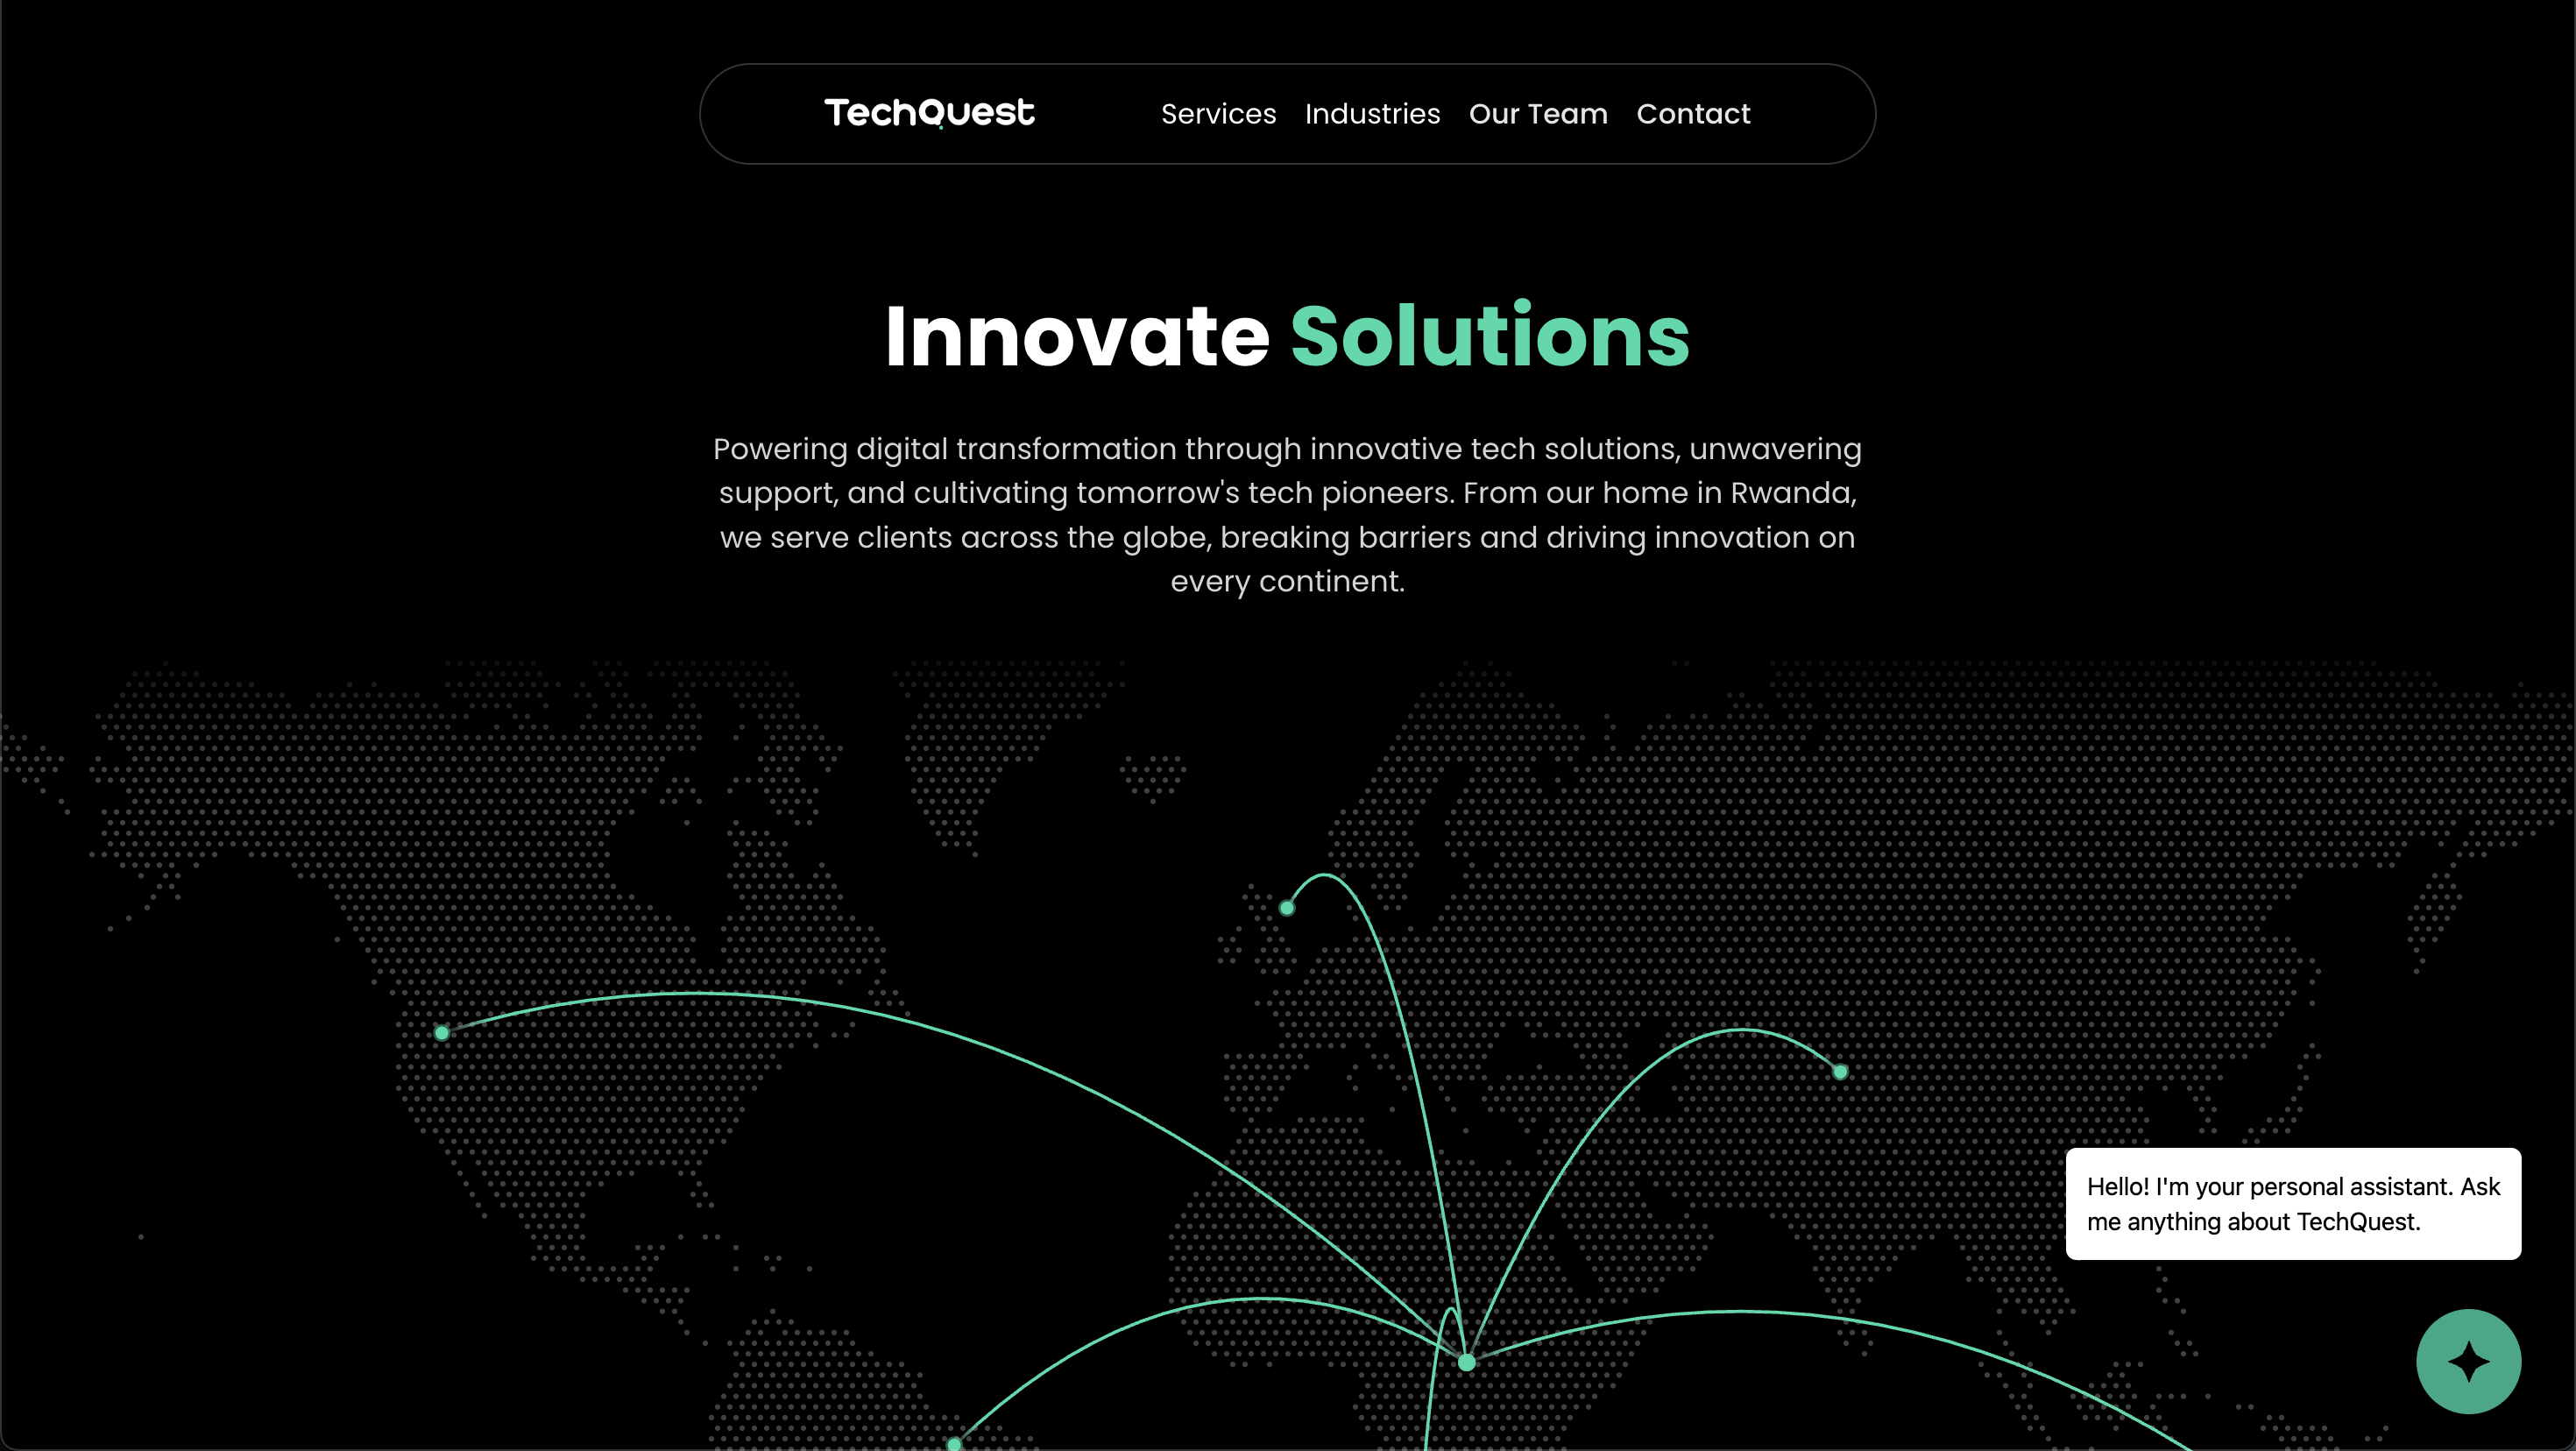 TechQuest
Services Industries Our Team Contact
Innovate Solutions
Powering digital transformation through innovative tech solutions, unwavering
support, and cultivating tomorrow's tech pioneers. From our home in Rwanda,
we serve clients across the globe, breaking barriers and driving innovation on
every continent.
Hello! I'm your personal assistant. Ask
me anything about TechQuest.